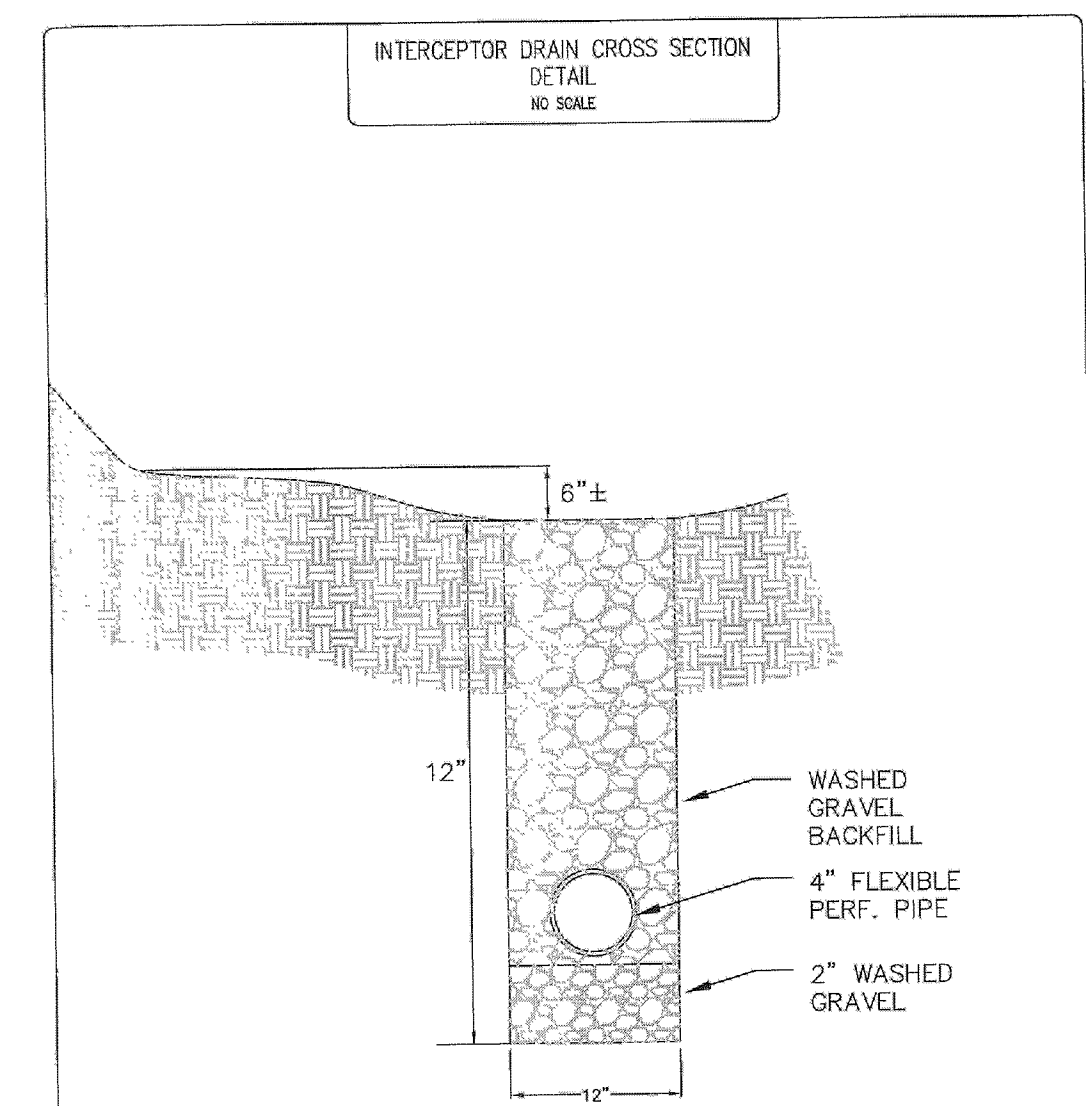 INTERCEPTOR DRAIN CROSS SECTION
DETAIL
NO SCALE
6"±
12"
WASHED
GRAVEL
BACKFILL
4" FLEXIBLE
PERF. PIPE
2" WASHED
GRAVEL
12"